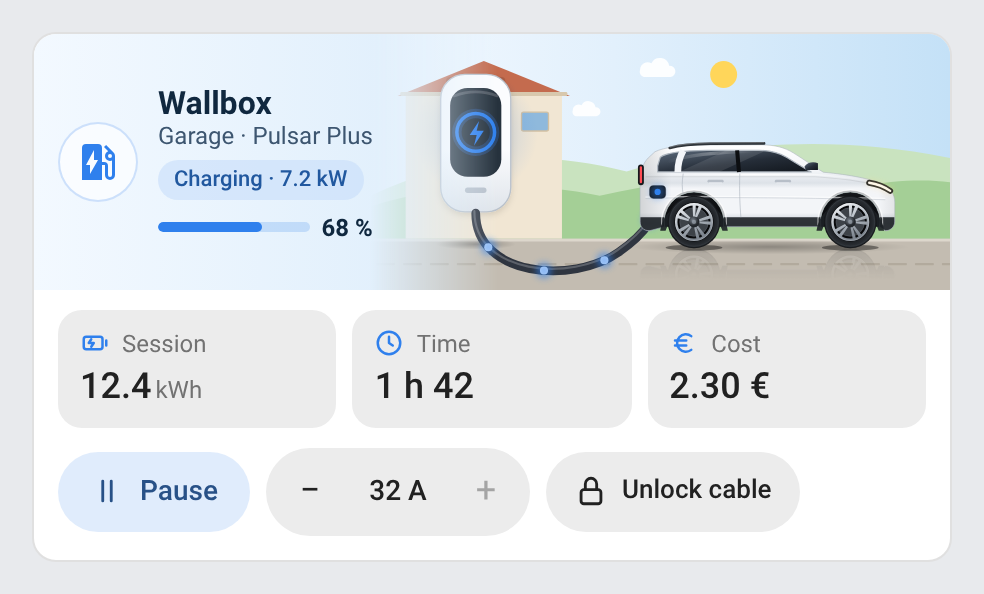 Wallbox
Garage · Pulsar Plus
Charging · 7.2 kW
68 %
Session
12.4 kWh
Time
1 h 42
Cost
2.30 €
Pause
− 32 A +
Unlock cable